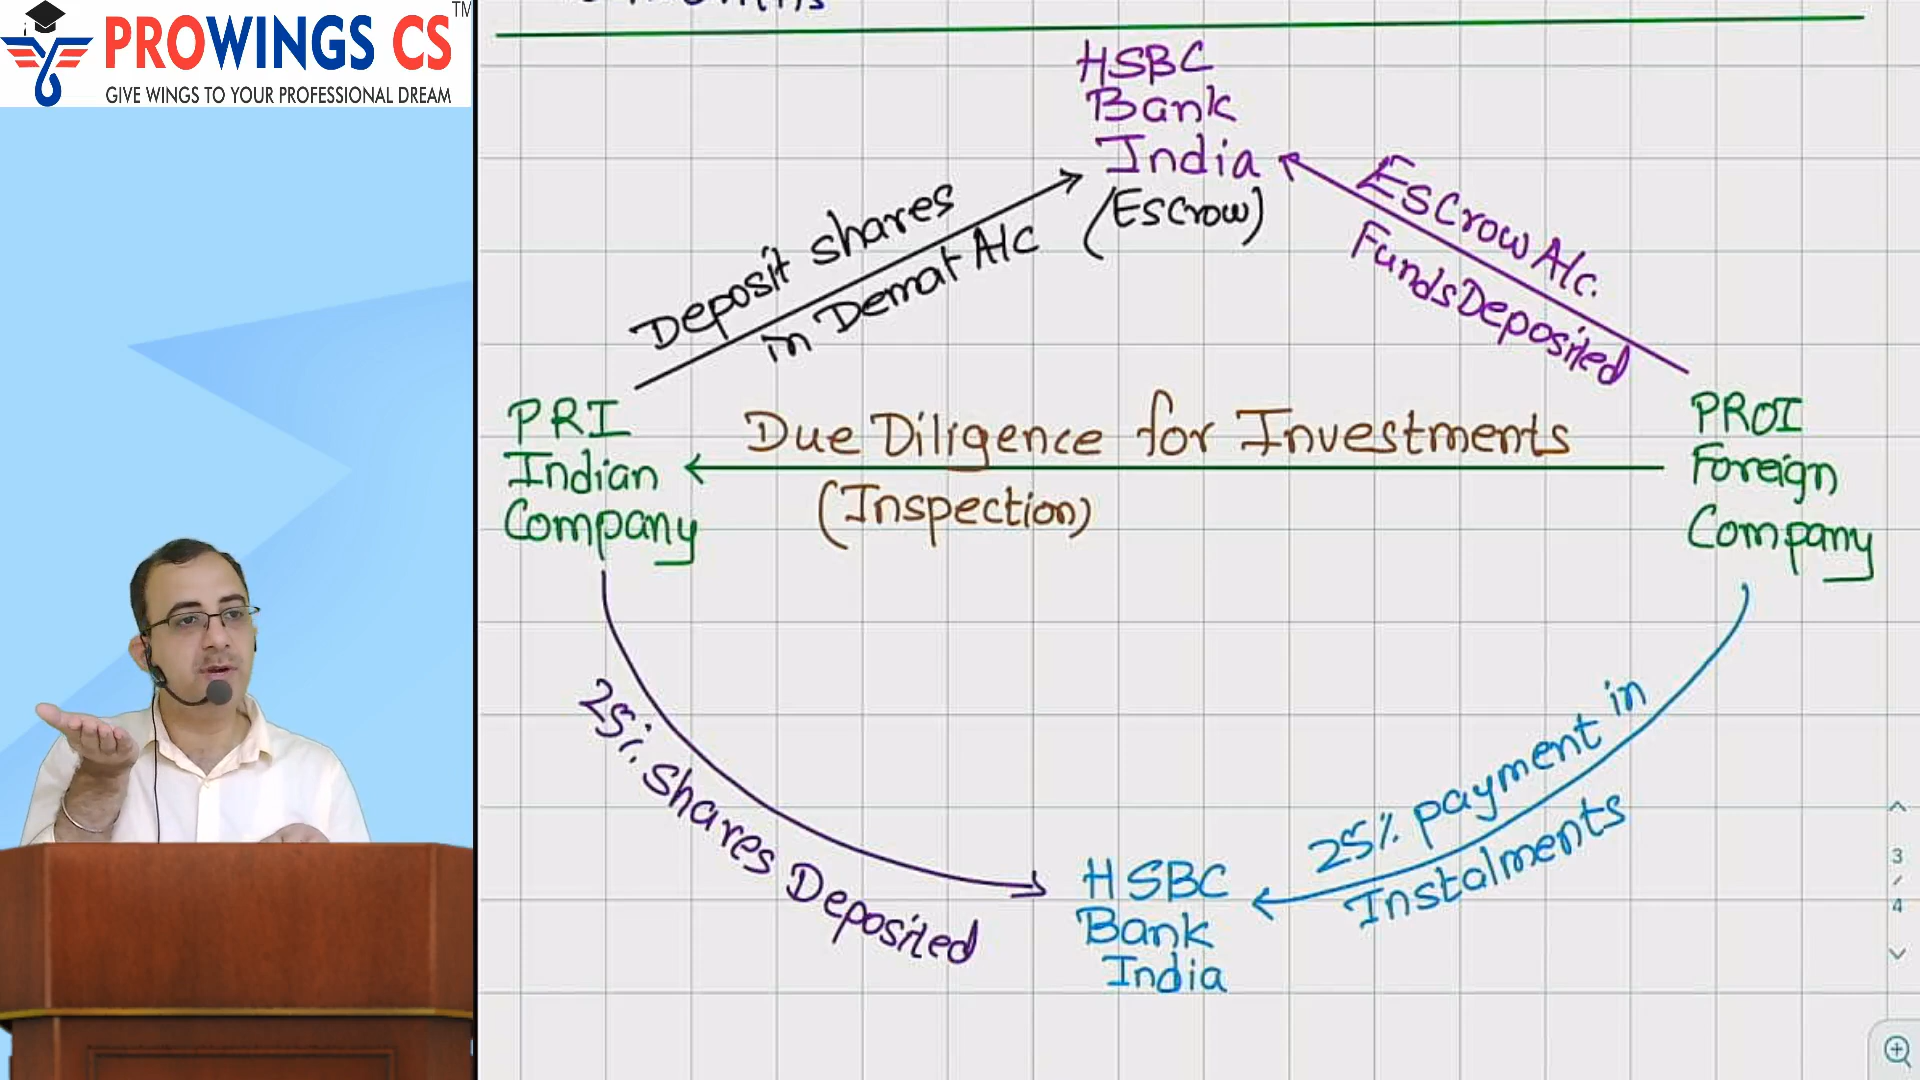 PROWINGS CS TM
GIVE WINGS TO YOUR PROFESSIONAL DREAM
HSBC
Bank
India
(Escrow)
Deposit shares
in Demat A/c
Escrow A/c.
Funds Deposited
PRI
Indian
Company
Due Diligence for Investments
(Inspection)
PROI
Foreign
Company
25%. shares Deposited
25% payment in
Instalments
HSBC
Bank
India
3
/
4